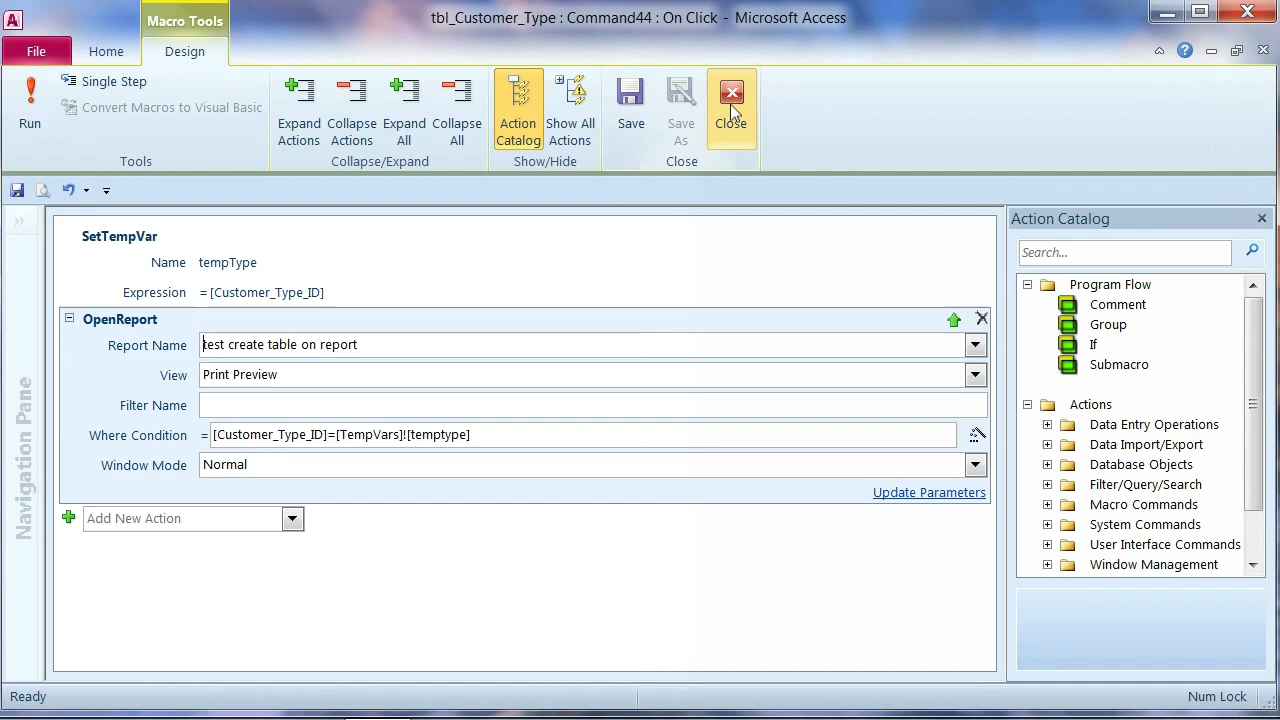 tbl_Customer_Type : Command44 : On Click - Microsoft Access
Macro Tools
File
Home
Design
Run
Single Step
Convert Macros to Visual Basic
Tools
Expand Actions
Collapse Actions
Expand All
Collapse All
Collapse/Expand
Action Catalog
Show All Actions
Show/Hide
Save
Save As
Close
Close
Navigation Pane
SetTempVar
Name tempType
Expression = [Customer_Type_ID]
OpenReport
Report Name test create table on report
View Print Preview
Filter Name
Where Condition = [Customer_Type_ID]=[TempVars]![temptype]
Window Mode Normal
Update Parameters
Add New Action
Action Catalog
Search...
Program Flow
Comment
Group
If
Submacro
Actions
Data Entry Operations
Data Import/Export
Database Objects
Filter/Query/Search
Macro Commands
System Commands
User Interface Commands
Window Management
Ready
Num Lock